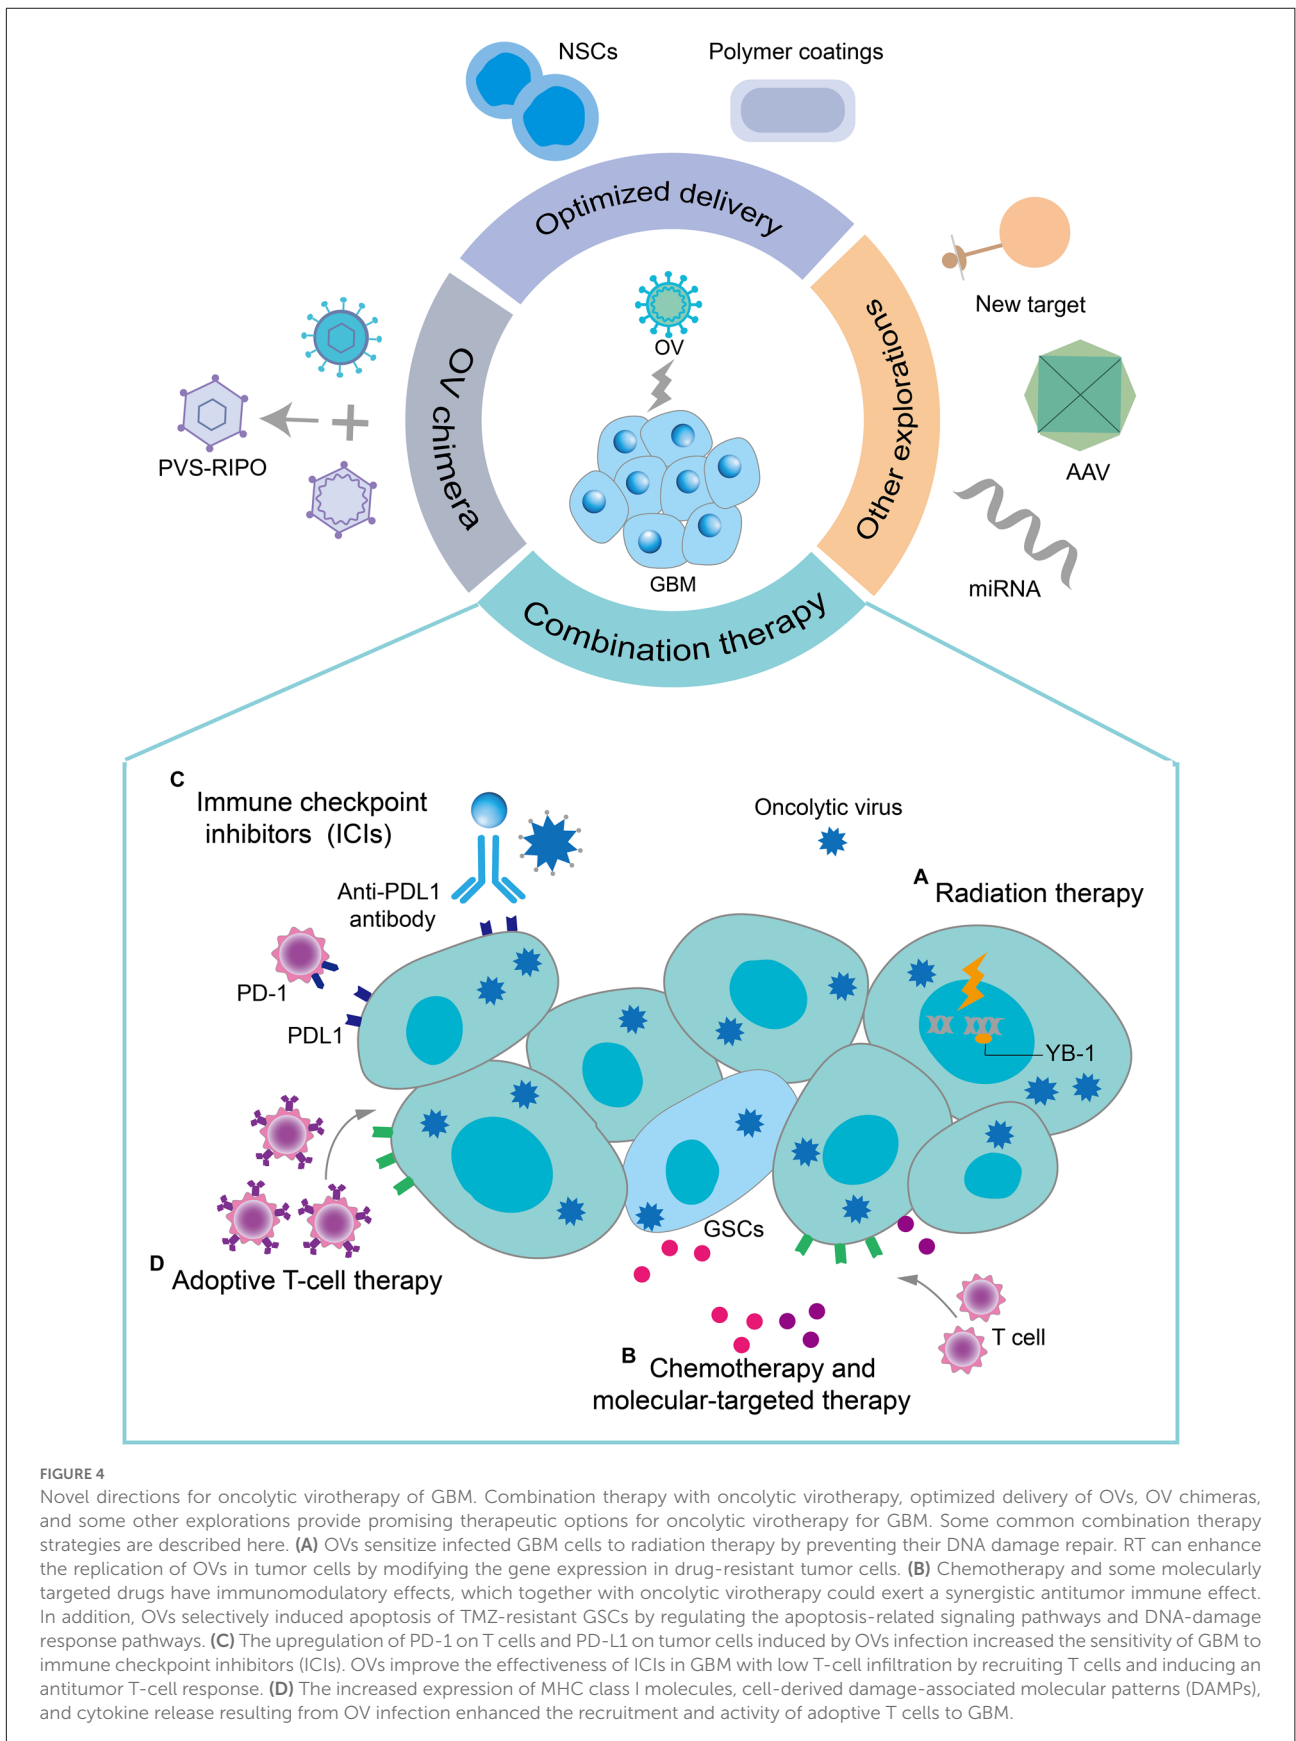 NSCs
Polymer coatings
Optimized delivery
OV
New target
Other explorations
OV chimera
PVS-RIPO
AAV
GBM
miRNA
Combination therapy
C
Immune checkpoint
inhibitors (ICIs)
Oncolytic virus
A
Radiation therapy
Anti-PDL1
antibody
PD-1
PDL1
YB-1
GSCs
D
Adoptive T-cell therapy
T cell
B
Chemotherapy and
molecular-targeted therapy
FIGURE 4
Novel directions for oncolytic virotherapy of GBM. Combination therapy with oncolytic virotherapy, optimized delivery of OVs, OV chimeras,
and some other explorations provide promising therapeutic options for oncolytic virotherapy for GBM. Some common combination therapy
strategies are described here. (A) OVs sensitize infected GBM cells to radiation therapy by preventing their DNA damage repair. RT can enhance
the replication of OVs in tumor cells by modifying the gene expression in drug-resistant tumor cells. (B) Chemotherapy and some molecularly
targeted drugs have immunomodulatory effects, which together with oncolytic virotherapy could exert a synergistic antitumor immune effect.
In addition, OVs selectively induced apoptosis of TMZ-resistant GSCs by regulating the apoptosis-related signaling pathways and DNA-damage
response pathways. (C) The upregulation of PD-1 on T cells and PD-L1 on tumor cells induced by OVs infection increased the sensitivity of GBM to
immune checkpoint inhibitors (ICIs). OVs improve the effectiveness of ICIs in GBM with low T-cell infiltration by recruiting T cells and inducing an
antitumor T-cell response. (D) The increased expression of MHC class I molecules, cell-derived damage-associated molecular patterns (DAMPs),
and cytokine release resulting from OV infection enhanced the recruitment and activity of adoptive T cells to GBM.